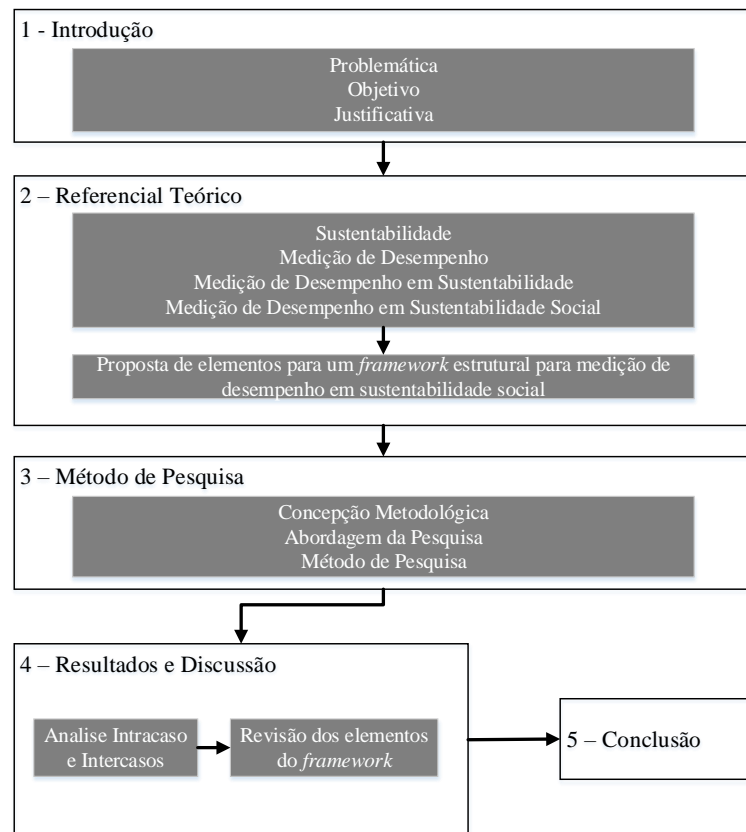 1 - Introdução
Problemática
Objetivo
Justificativa
2 – Referencial Teórico
Sustentabilidade
Medição de Desempenho
Medição de Desempenho em Sustentabilidade
Medição de Desempenho em Sustentabilidade Social
Proposta de elementos para um framework estrutural para medição de
desempenho em sustentabilidade social
3 – Método de Pesquisa
Concepção Metodológica
Abordagem da Pesquisa
Método de Pesquisa
4 – Resultados e Discussão
Analise Intracaso
e Intercasos
Revisão dos elementos
do framework
5 – Conclusão